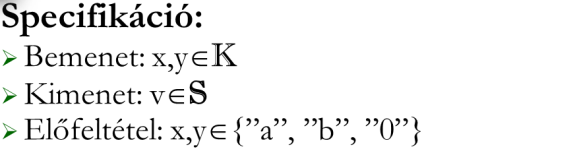 Specifikáció:
➢ Bemenet: x,y∈K
➢ Kimenet: v∈S
➢ Előfeltétel: x,y∈{”a”, ”b”, ”0”}